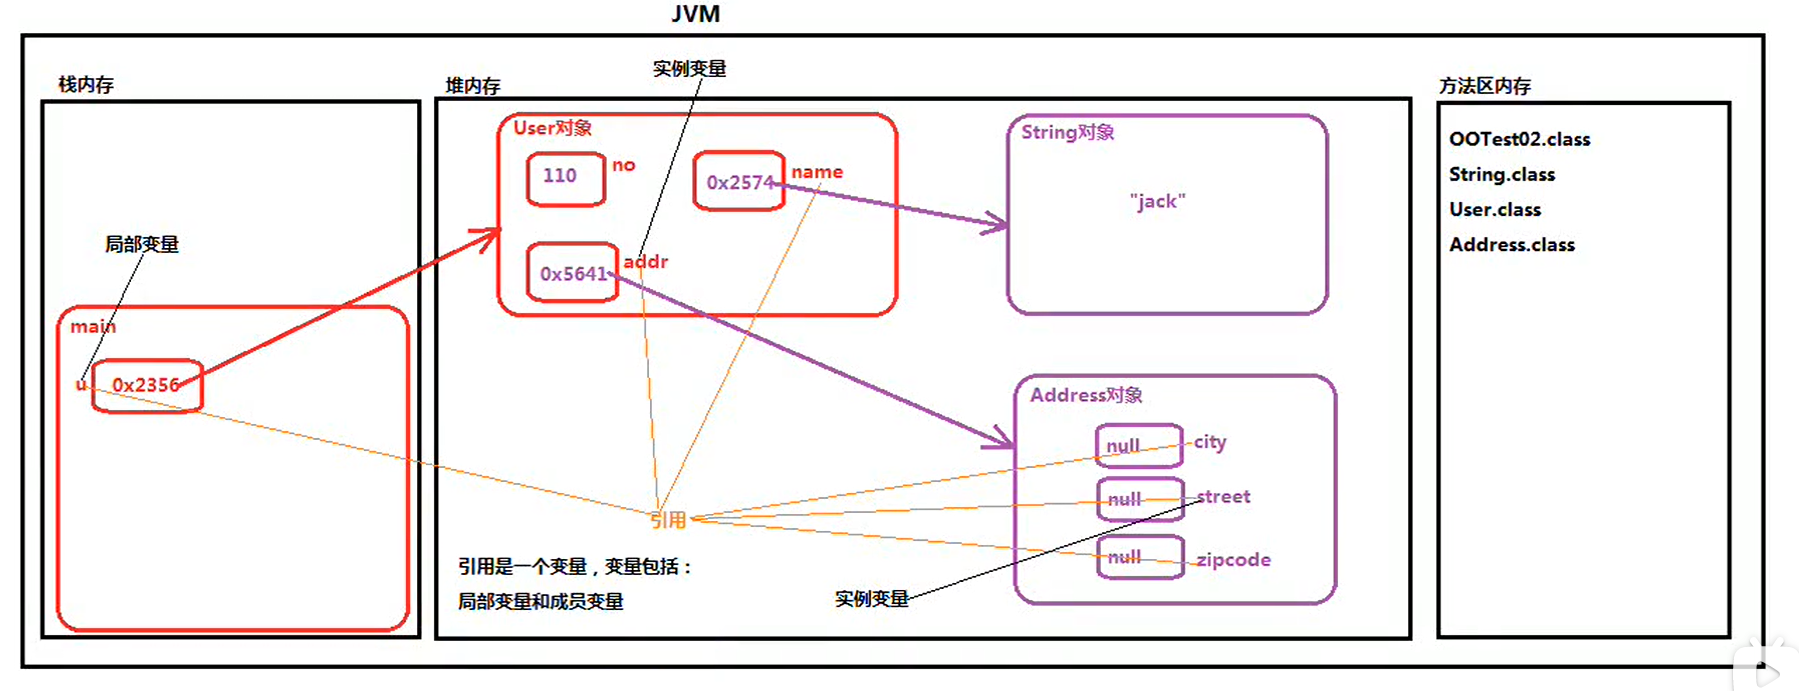 JVM
栈内存
局部变量
main
u
0x2356
堆内存
实例变量
User对象
110
no
0x2574
name
0x5641
addr
String对象
"jack"
Address对象
null
city
null
street
null
zipcode
引用
引用是一个变量，变量包括：
局部变量和成员变量
实例变量
方法区内存
OOTest02.class
String.class
User.class
Address.class